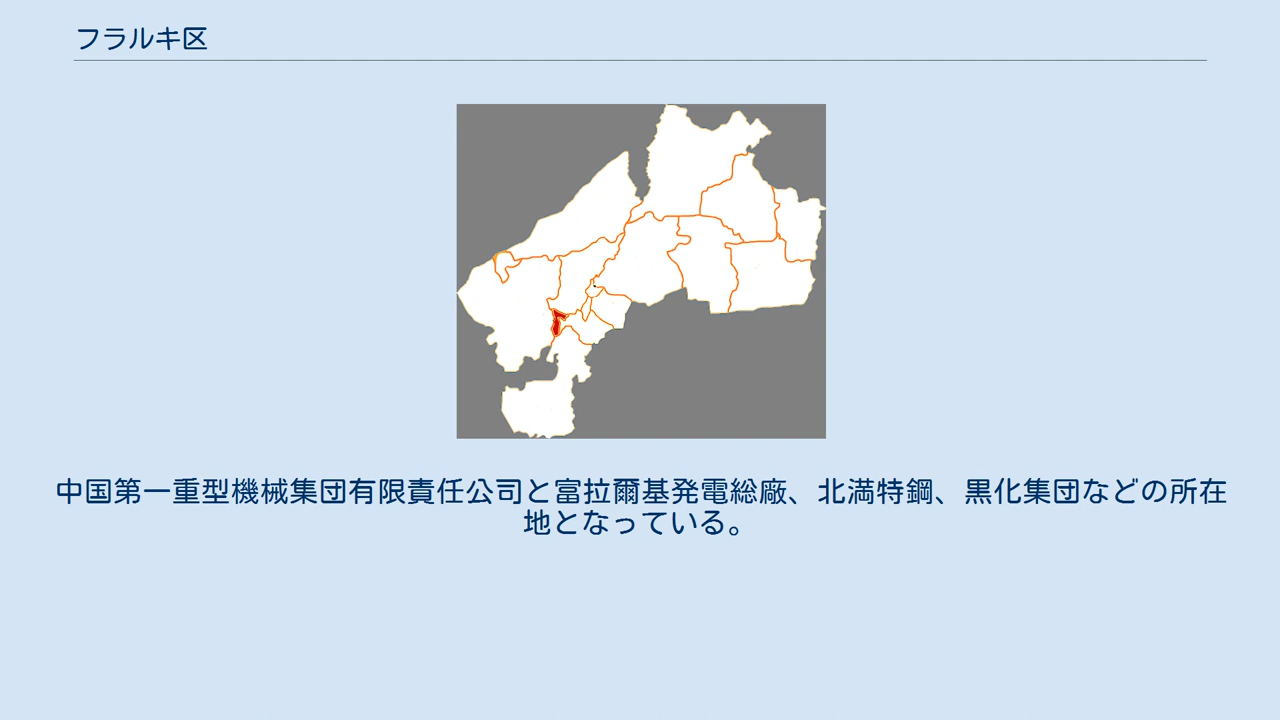 フラルキ区
中国第一重型機械集団有限責任公司と富拉爾基発電総廠、北満特鋼、黒化集団などの所在
地となっている。